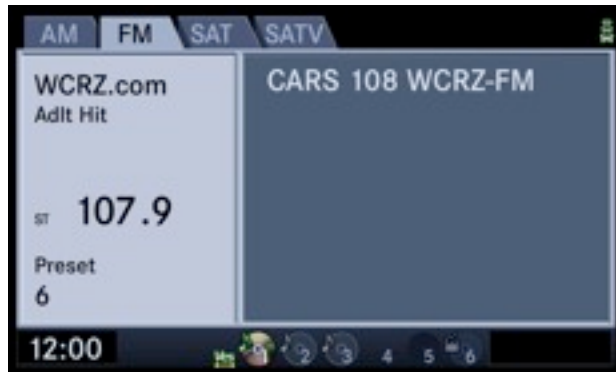 AM FM SAT SATV
WCRZ.com
Adlt Hit
ST 107.9
Preset
6
CARS 108 WCRZ-FM
12:00
1 2 3 4 5 6